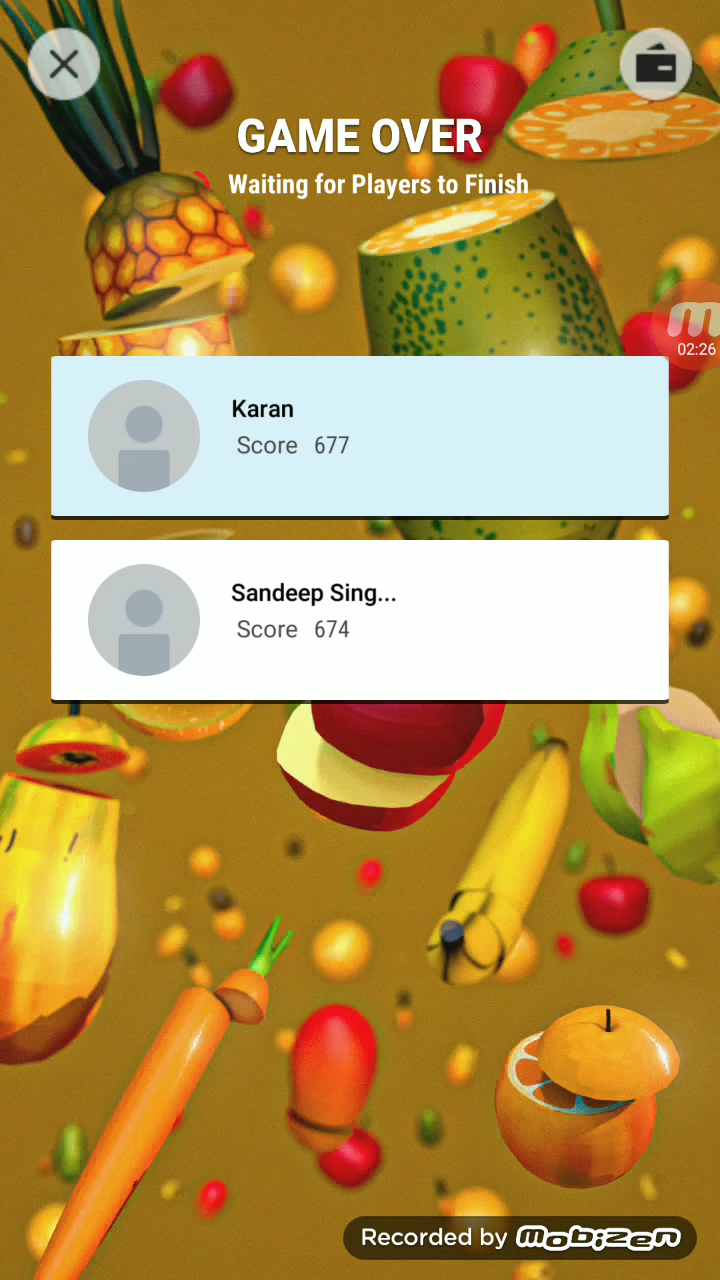 GAME OVER
Waiting for Players to Finish
02:26
Karan
Score 677
Sandeep Sing...
Score 674
Recorded by mobizen